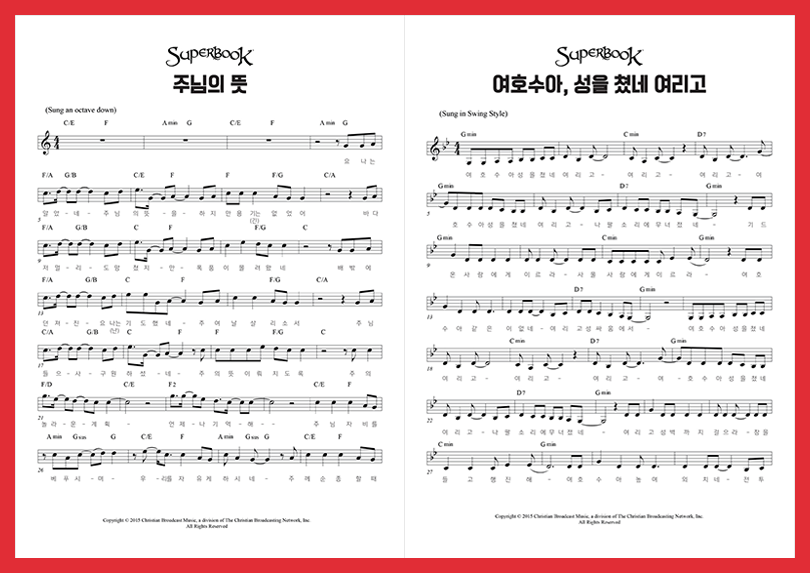 SUPERBOOK
주님의 뜻
(Sung an octave down)
C/E F A min G C/E F A min G
요 나 는
F/A G/B C/E F F F/G C/A
알 았 - 네 - 주 님 의 뜻 - 을 - 하 지 만 용 기는 없 었 어 바 다
(긴)
5
F/A G/B C F F/G C
9
저 멀 - 리 - 도 망 쳤 지 - 만 - 폭 풍 이 몰 려 왔 네 배 밖 에
C/A G/B C F F/G C/A
13
던 져 - 진 - 요 나는 기 도 했 네 - 주 여 날 살 리 소 서 주 님
(난)
C/A G/B C/E F F F/G C
17
들 으 - 사 - 구 원 하 셨 - 네 - 주 의 뜻 이 뤄 지 도 록 주 의
F/D C/E F2 C/E F
21
놀 라 - 운 - 계 획 - 언 제 - 나 기 억 해 - 주 님 자 비 를
A min G sus G C/E F A min G sus G C/E F
26
베 푸 시 - 어 - 우 - 리를 자 유 케 하 시 네 - 주 께 순 종 할 때
Copyright © 2015 Christian Broadcast Music, a division of The Christian Broadcasting Network, Inc.
All Rights Reserved
SUPERBOOK
여호수아, 성을 쳤네 여리고
(Sung in Swing Style)
G min C min D7
여 호 수 아 성 을 쳤 네 여 리 고 - 여 리 고 - 여 리 고 - 여
G min D7 G min
5
호 수 아 성 을 쳤 네 여 리 고 - 나 팔 소 리 에 무 너 졌 네 - 기 드
G min C min G min
9
온 사 람 에 게 이 르 라 - 사 울 사 람 에 게 이 르 리 - 여 호
D7 G min
13
수 아 같 은 이 없 네 - 여 리 고 성 싸 움 에 서 - 여 호 수 아 성 을 쳤 네
C min D7 G min
18
여 리 고 - 여 리 고 - 여 리 고 - 여 호 수 아 성 을 쳤 네
D7 G min
22
여 리 고 - 나 팔 소 리 에 무 너 졌 네 - 여 리 고 성 벽 까 지 걸 으 라 - 창 을
C min G min
26
들 고 행 진 해 - 여 호 수 아 높 여 외 치 네 - 안 투
Copyright © 2015 Christian Broadcast Music, a division of The Christian Broadcasting Network, Inc.
All Rights Reserved